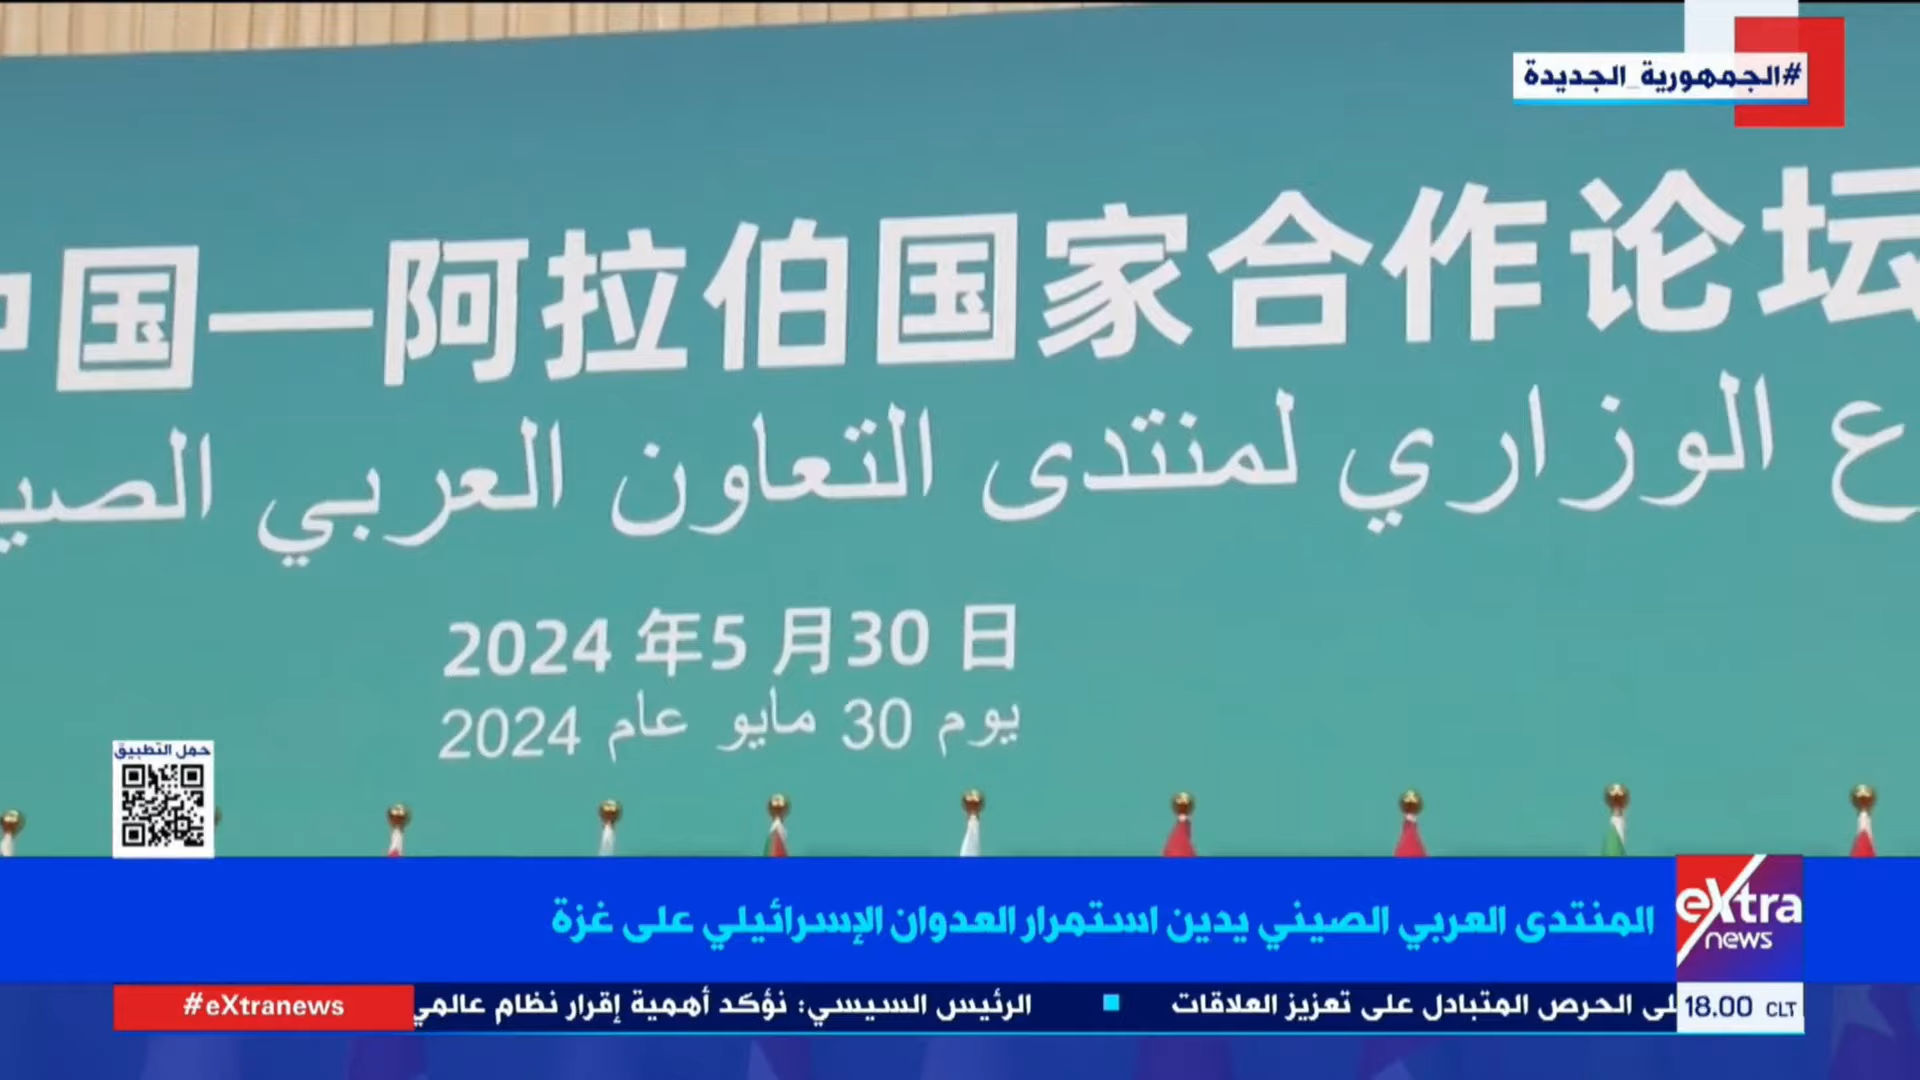 #الجمهورية_الجديدة
中国—阿拉伯国家合作论坛
ع الوزاري لمنتدى التعاون العربي الصيـ
2024 年5 月30 日
يوم 30 مايو عام 2024
حمل التطبيق
المنتدى العربي الصيني يدين استمرار العدوان الإسرائيلي على غزة
eXtra
news
لى الحرص المتبادل على تعزيز العلاقات ■ الرئيس السيسي: نؤكد أهمية إقرار نظام عالمي
#eXtranews
18.00 CLT